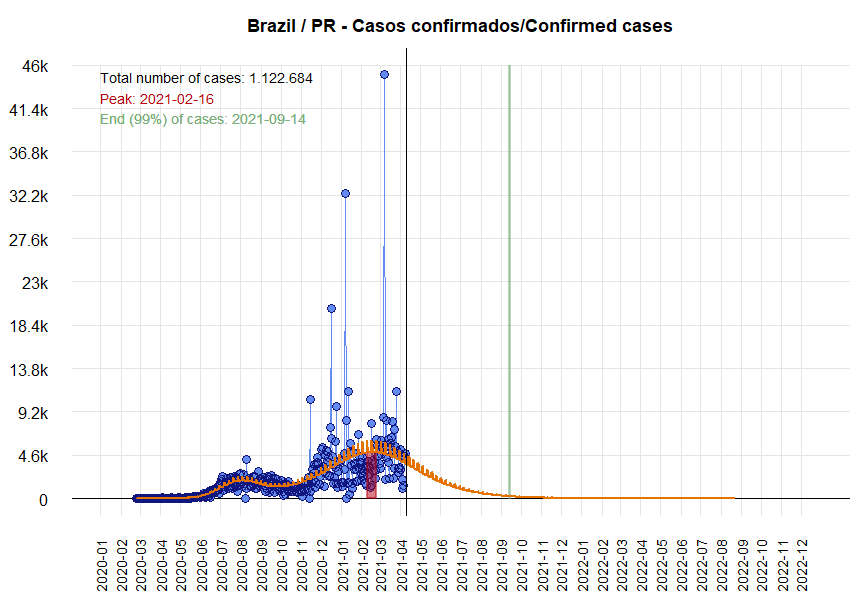 Brazil / PR - Casos confirmados/Confirmed cases
Total number of cases: 1.122.684
Peak: 2021-02-16
End (99%) of cases: 2021-09-14
46k
41.4k
36.8k
32.2k
27.6k
23k
18.4k
13.8k
9.2k
4.6k
0
2020-01
2020-02
2020-03
2020-04
2020-05
2020-06
2020-07
2020-08
2020-09
2020-10
2020-11
2020-12
2021-01
2021-02
2021-03
2021-04
2021-05
2021-06
2021-07
2021-08
2021-09
2021-10
2021-11
2021-12
2022-01
2022-02
2022-03
2022-04
2022-05
2022-06
2022-07
2022-08
2022-09
2022-10
2022-11
2022-12